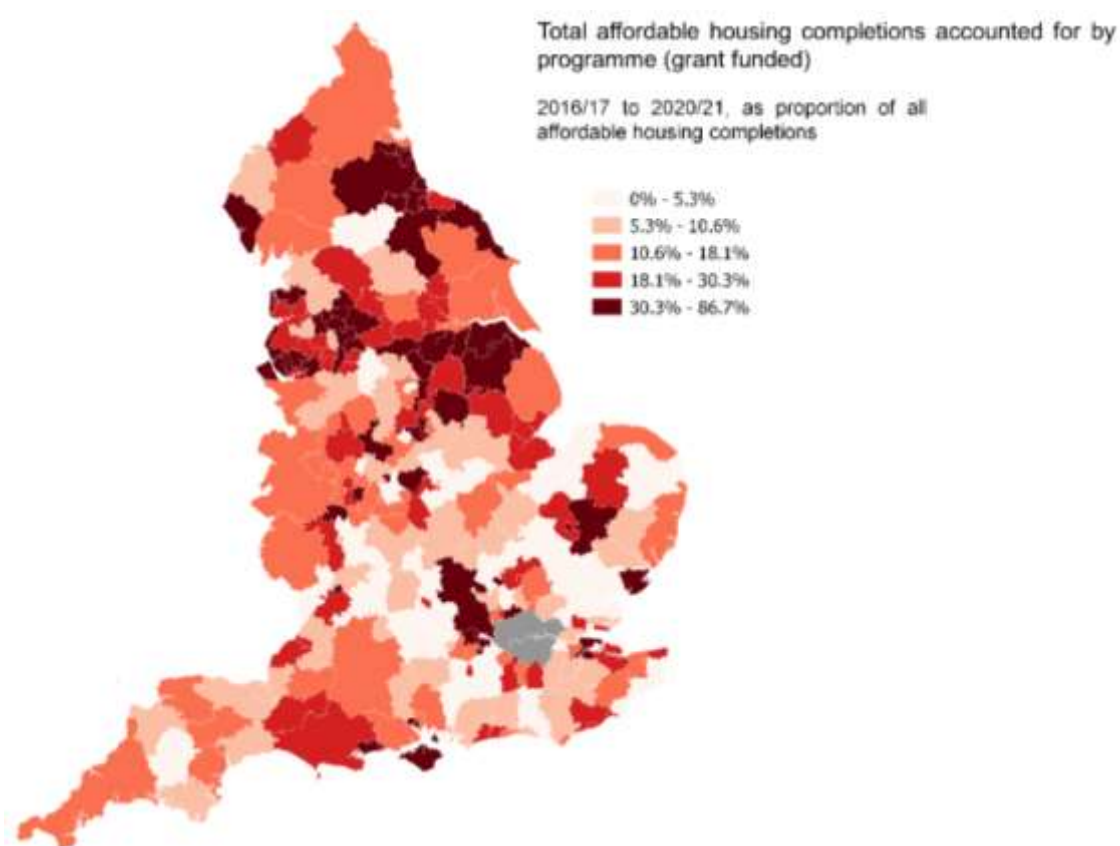 Total affordable housing completions accounted for by
programme (grant funded)
2016/17 to 2020/21, as proportion of all
affordable housing completions
0% - 5.3%
5.3% - 10.6%
10.6% - 18.1%
18.1% - 30.3%
30.3% - 86.7%